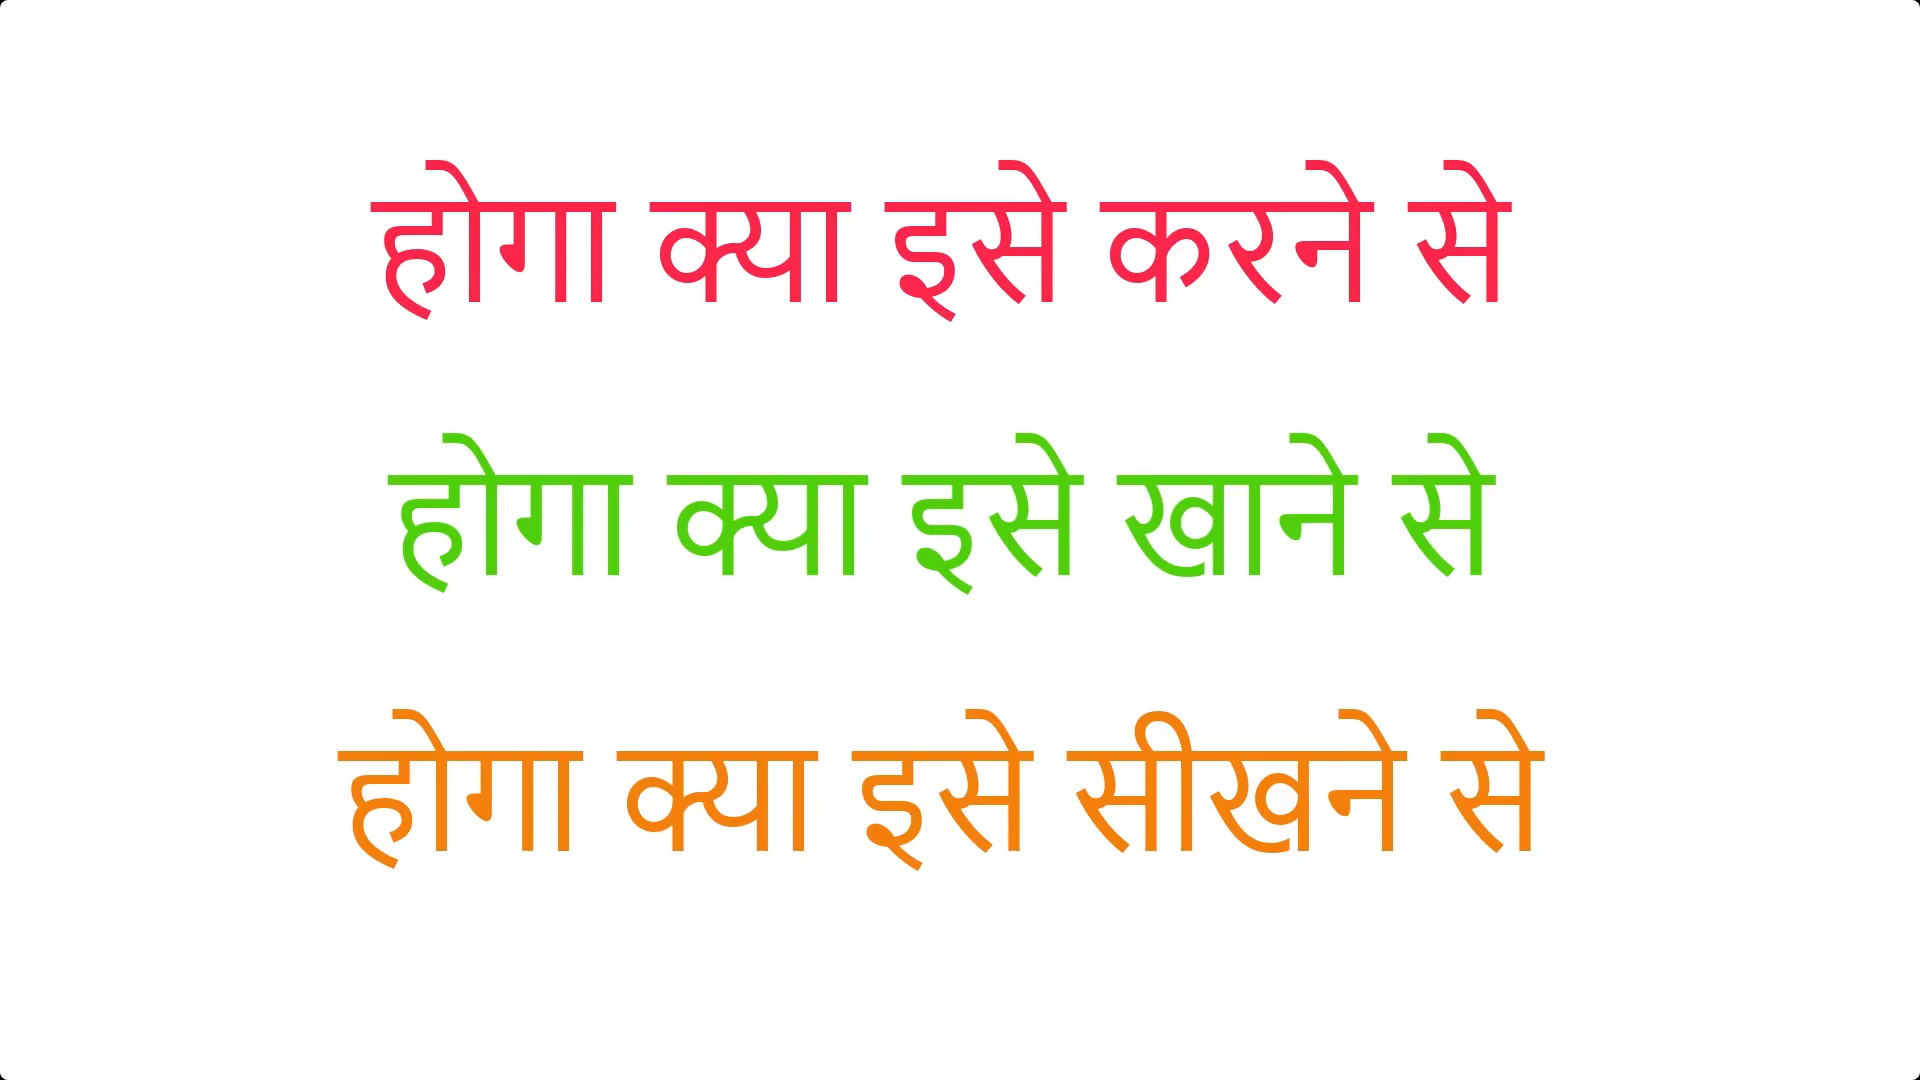 होगा क्या इसे करने से
होगा क्या इसे खाने से
होगा क्या इसे सीखने से